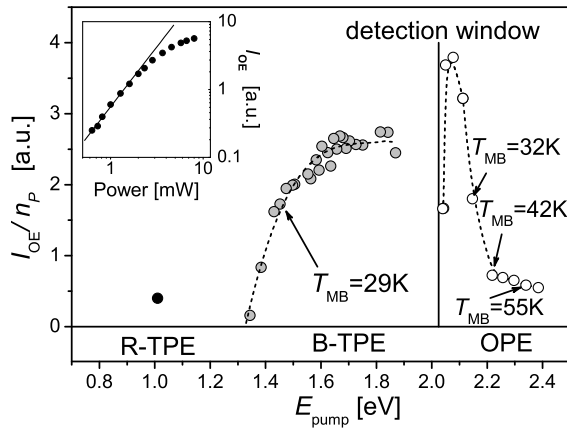 detection window
I_OE/n_P [a.u.]
4
3
2
1
0
10
1
0.1
I_OE [a.u.]
1
10
Power [mW]
T_MB=32K
T_MB=42K
T_MB=29K
T_MB=55K
R-TPE B-TPE OPE
0.8 1.0 1.2 1.4 1.6 1.8 2.0 2.2 2.4
E_pump [eV]